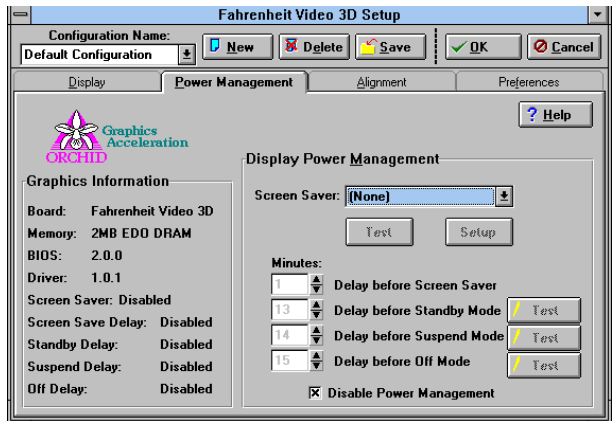 Fahrenheit Video 3D Setup
Configuration Name:
Default Configuration
New
Delete
Save
OK
Cancel
Display
Power Management
Alignment
Preferences
Help
Graphics
Acceleration
ORCHID
Graphics Information
Board: Fahrenheit Video 3D
Memory: 2MB EDO DRAM
BIOS: 2.0.0
Driver: 1.0.1
Screen Saver: Disabled
Screen Save Delay: Disabled
Standby Delay: Disabled
Suspend Delay: Disabled
Off Delay: Disabled
Display Power Management
Screen Saver: (None)
Test
Setup
Minutes:
1 Delay before Screen Saver
13 Delay before Standby Mode Test
14 Delay before Suspend Mode Test
15 Delay before Off Mode Test
Disable Power Management